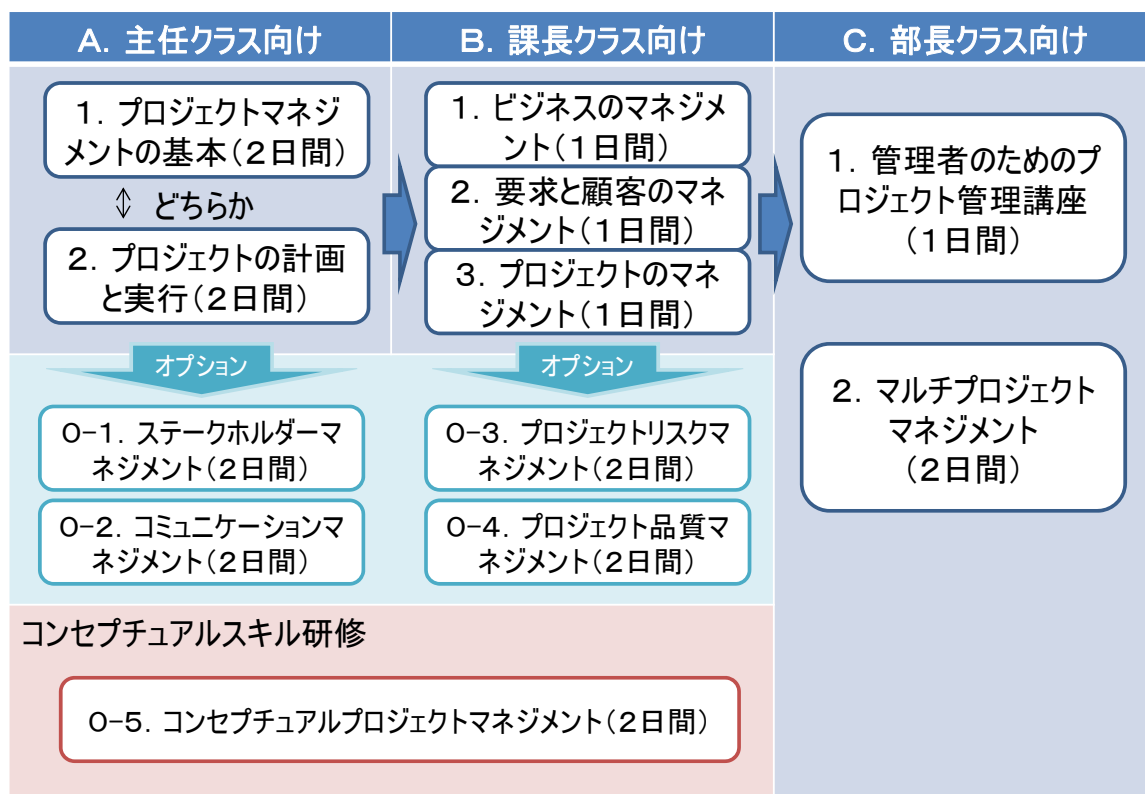 A．主任クラス向け
B．課長クラス向け
C．部長クラス向け
１．プロジェクトマネジ
メントの基本（２日間）
⇕ どちらか
２．プロジェクトの計画
と実行（２日間）
１．ビジネスのマネジメ
ント（１日間）
２．要求と顧客のマネ
ジメント（１日間）
３．プロジェクトのマネ
ジメント（１日間）
１．管理者のためのプ
ロジェクト管理講座
（１日間）
２．マルチプロジェクト
マネジメント
（２日間）
オプション
O-１．ステークホルダーマ
ネジメント（２日間）
O-２．コミュニケーションマ
ネジメント（２日間）
オプション
O-３．プロジェクトリスクマ
ネジメント（２日間）
O-４．プロジェクト品質マ
ネジメント（２日間）
コンセプチュアルスキル研修
O-５．コンセプチュアルプロジェクトマネジメント（２日間）